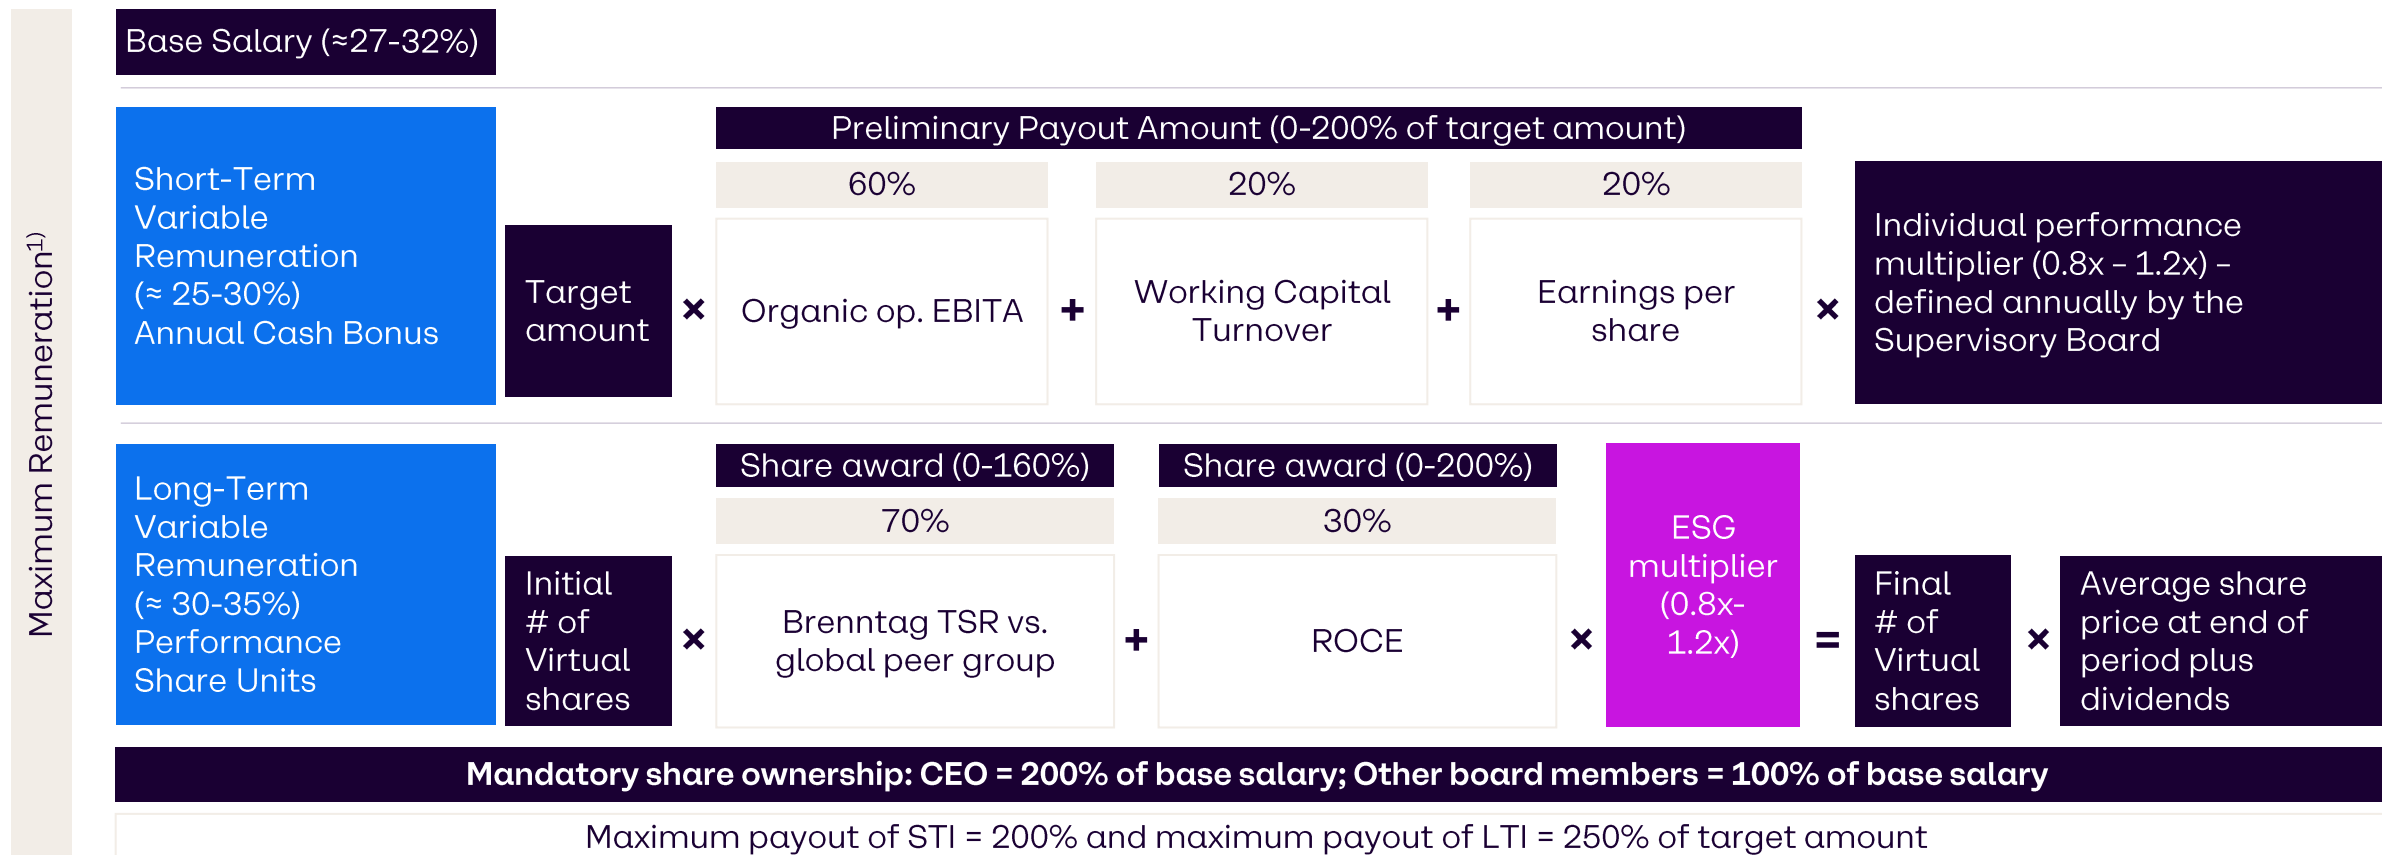 Maximum Remuneration1)
Base Salary (≈27-32%)
Short-Term
Variable
Remuneration
(≈ 25-30%)
Annual Cash Bonus
Target
amount
×
Preliminary Payout Amount (0-200% of target amount)
60%
Organic op. EBITA
+
20%
Working Capital
Turnover
+
20%
Earnings per
share
×
Individual performance
multiplier (0.8x – 1.2x) –
defined annually by the
Supervisory Board
Long-Term
Variable
Remuneration
(≈ 30-35%)
Performance
Share Units
Initial
# of
Virtual
shares
×
Share award (0-160%)
70%
Brenntag TSR vs.
global peer group
+
Share award (0-200%)
30%
ROCE
×
ESG
multiplier
(0.8x-
1.2x)
=
Final
# of
Virtual
shares
×
Average share
price at end of
period plus
dividends
Mandatory share ownership: CEO = 200% of base salary; Other board members = 100% of base salary
Maximum payout of STI = 200% and maximum payout of LTI = 250% of target amount